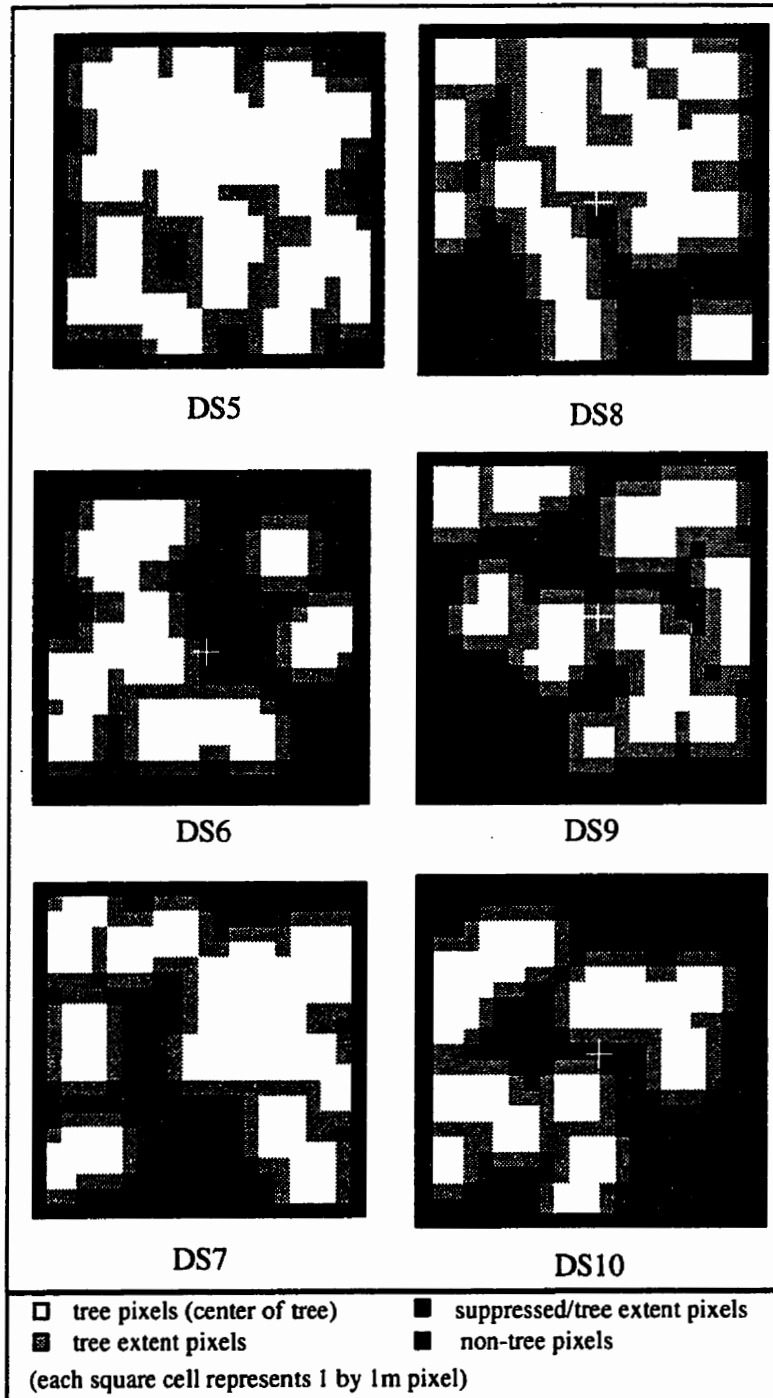 DS5
DS8
DS6
DS9
DS7
DS10
tree pixels (center of tree)
suppressed/tree extent pixels
tree extent pixels
non-tree pixels
(each square cell represents 1 by 1m pixel)